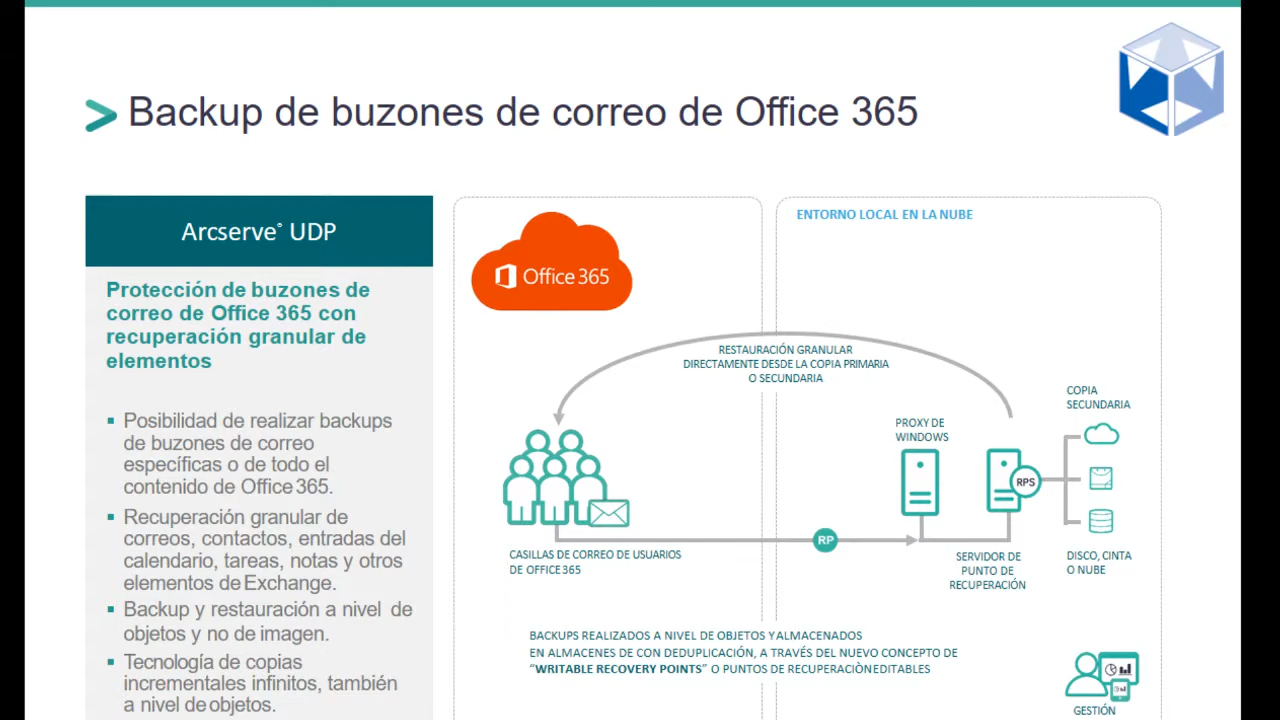 Backup de buzones de correo de Office 365
Arcserve® UDP
Protección de buzones de
correo de Office 365 con
recuperación granular de
elementos
Posibilidad de realizar backups
de buzones de correo
específicas o de todo el
contenido de Office 365.
Recuperación granular de
correos, contactos, entradas del
calendario, tareas, notas y otros
elementos de Exchange.
Backup y restauración a nivel de
objetos y no de imagen.
Tecnología de copias
incrementales infinitos, también
a nivel de objetos.
Office 365
ENTORNO LOCAL EN LA NUBE
RESTAURACIÓN GRANULAR
DIRECTAMENTE DESDE LA COPIA PRIMARIA
O SECUNDARIA
COPIA
SECUNDARIA
PROXY DE
WINDOWS
RPS
RP
CASILLAS DE CORREO DE USUARIOS
DE OFFICE 365
SERVIDOR DE
PUNTO DE
RECUPERACIÓN
DISCO, CINTA
O NUBE
BACKUPS REALIZADOS A NIVEL DE OBJETOS Y ALMACENADOS
EN ALMACENES DE CON DEDUPLICACIÓN, A TRAVÉS DEL NUEVO CONCEPTO DE
“WRITABLE RECOVERY POINTS” O PUNTOS DE RECUPERACIÒN EDITABLES
GESTIÓN